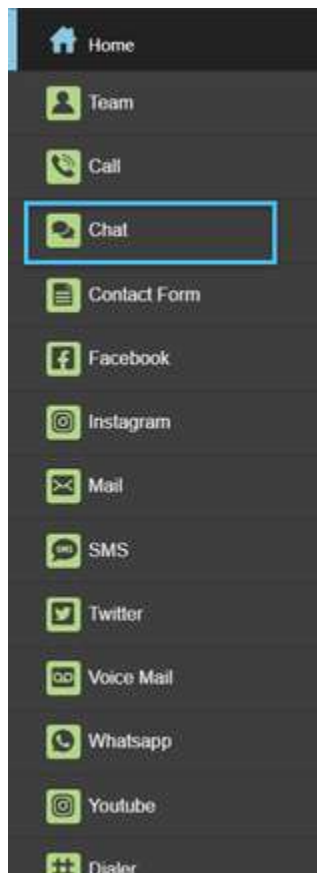 Home
Team
Call
Chat
Contact Form
Facebook
Instagram
Mail
SMS
Twitter
Voice Mail
Whatsapp
Youtube
Dialer